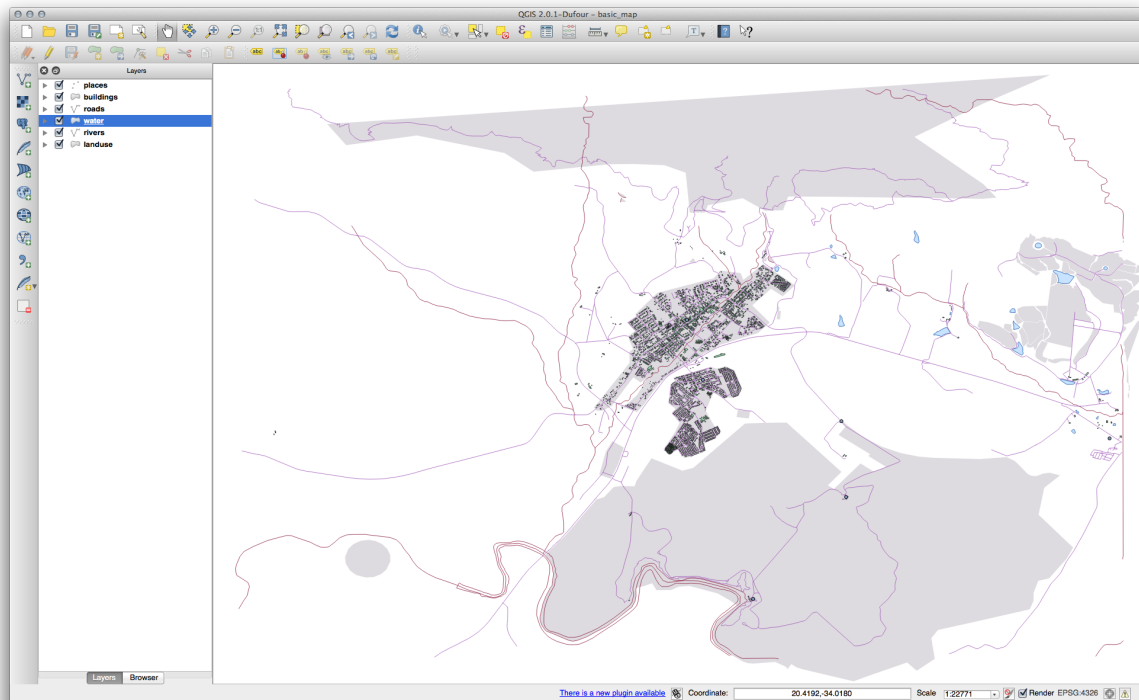 QGIS 2.0.1-Dufour - basic_map
Layers
places
buildings
roads
water
rivers
landuse
Layers Browser
There is a new plugin available Coordinate: 20.4192,-34.0180 Scale 1:22771 Render EPSG:4326